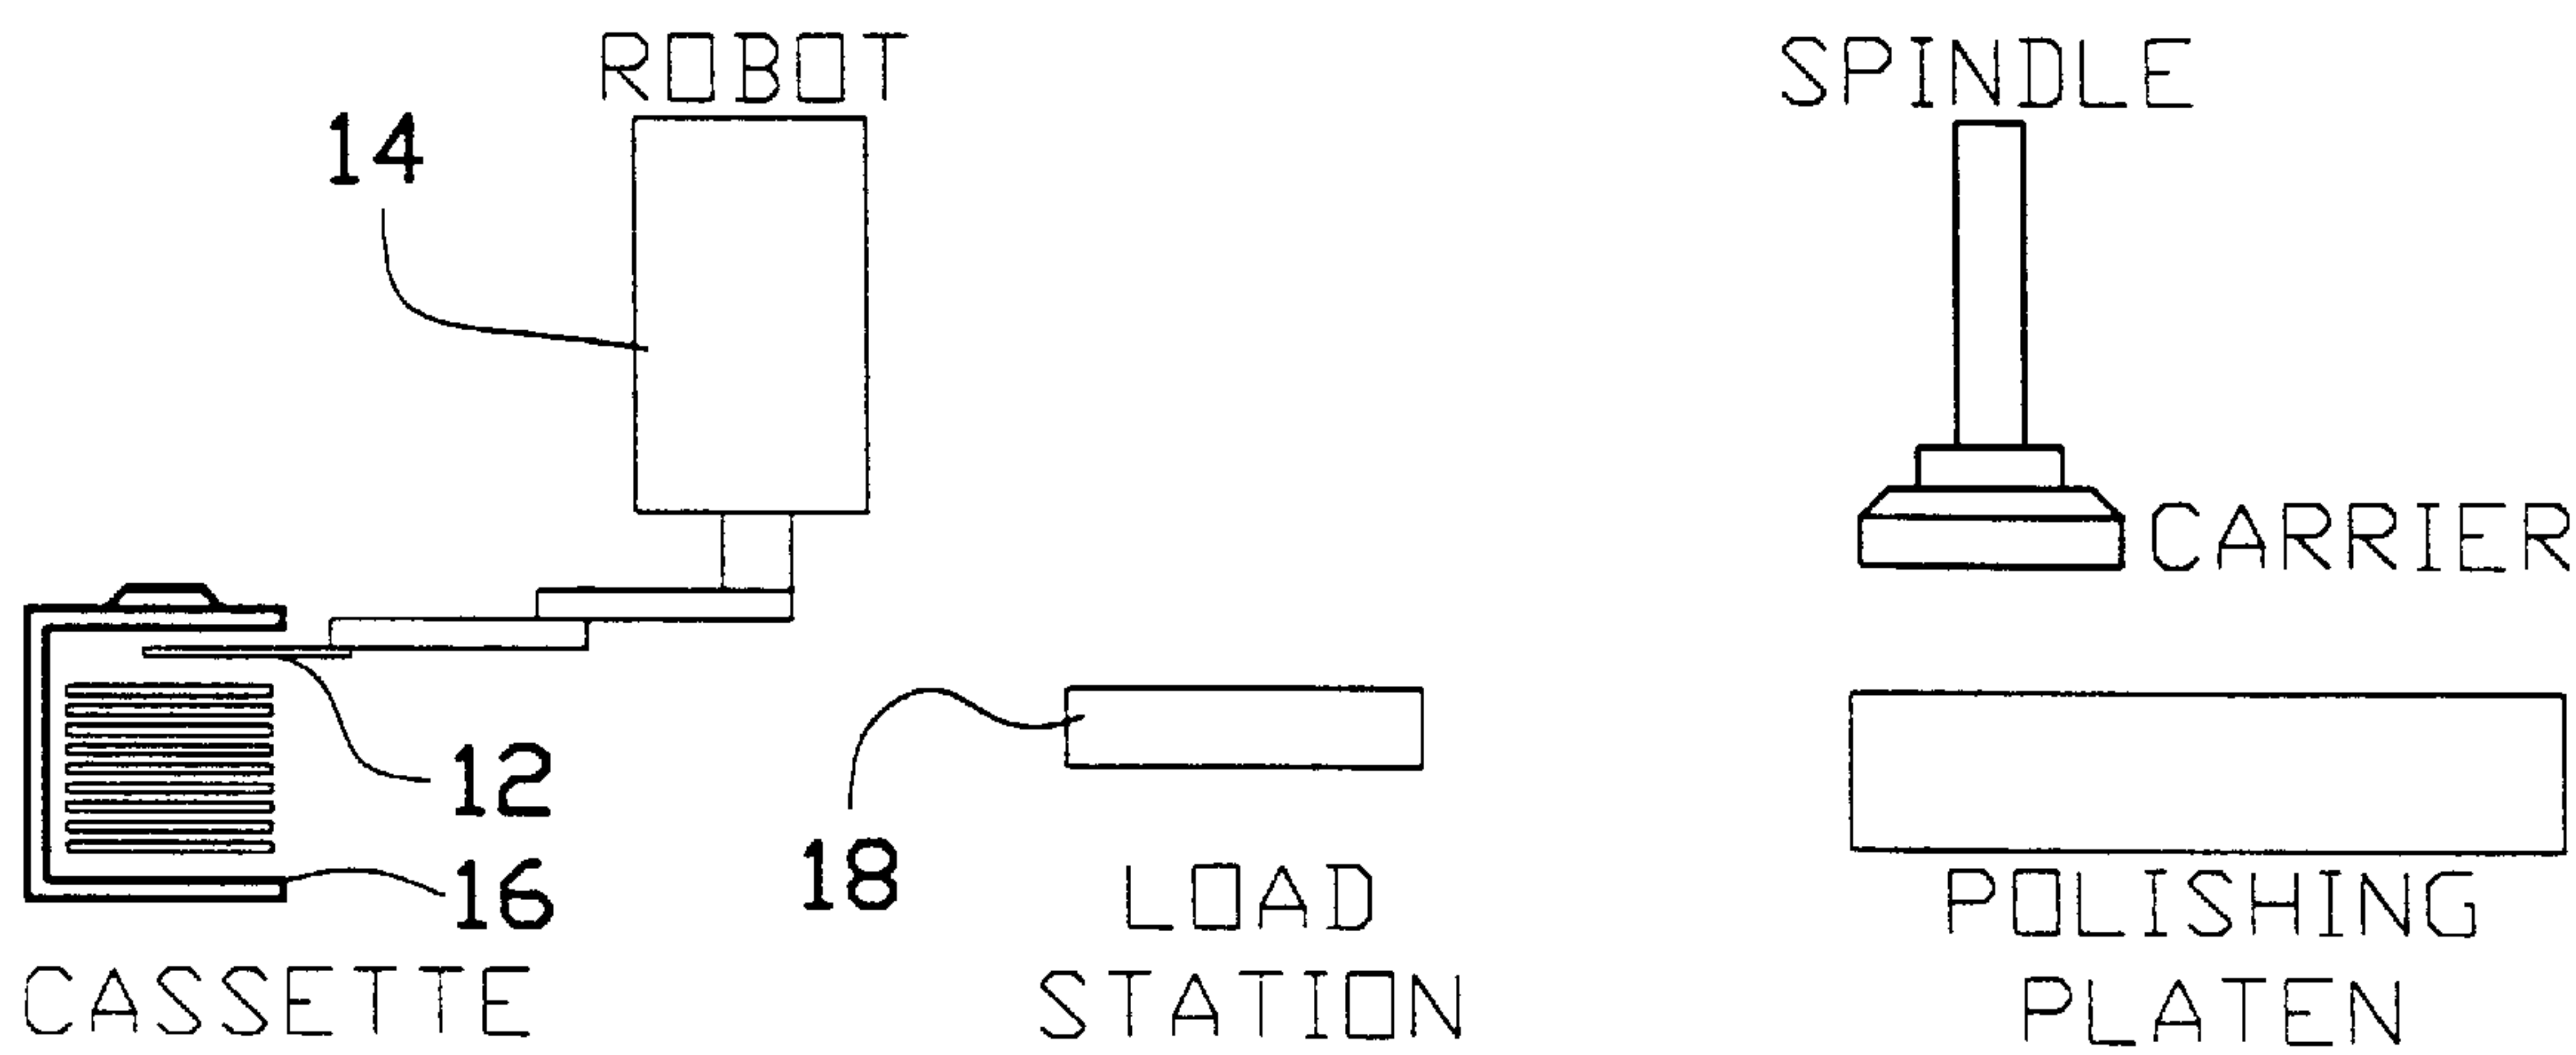 ROBOT
SPINDLE
14
CARRIER
12
18
16
LOAD
STATION
POLISHING
PLATEN
CASSETTE